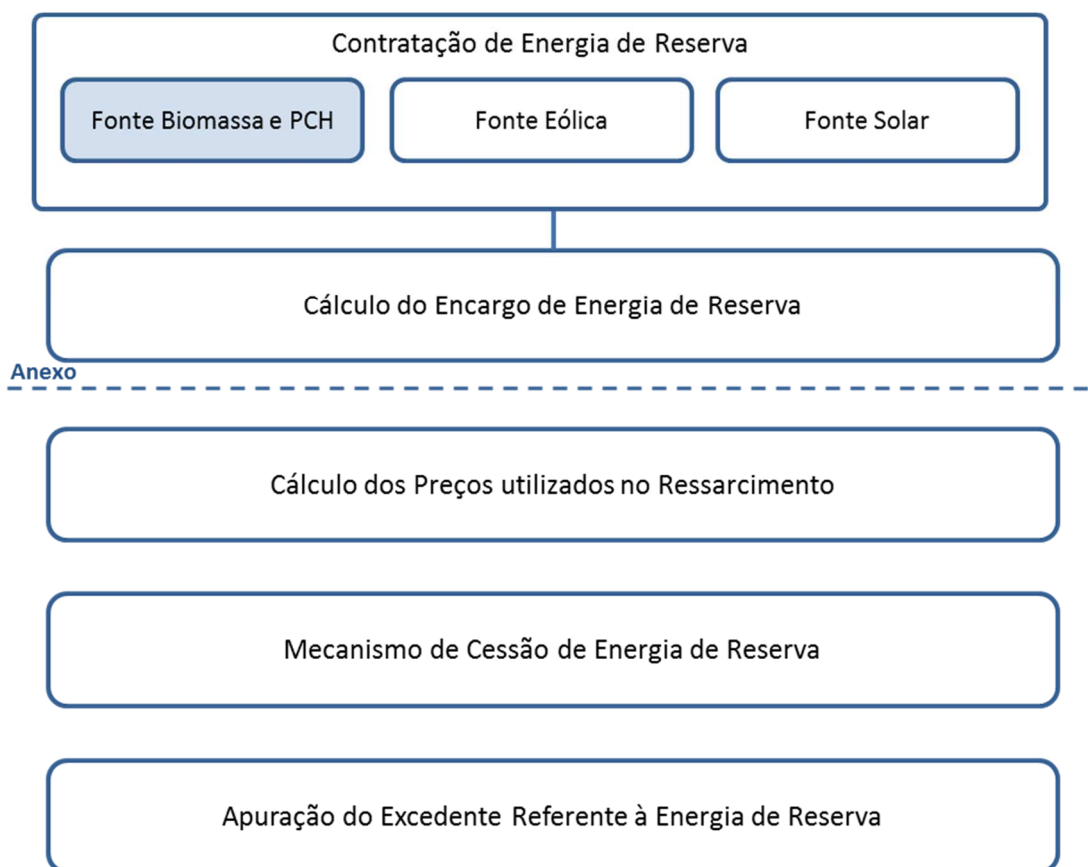 Contratação de Energia de Reserva
Fonte Biomassa e PCH
Fonte Eólica
Fonte Solar
Cálculo do Encargo de Energia de Reserva
Anexo
Cálculo dos Preços utilizados no Ressarcimento
Mecanismo de Cessão de Energia de Reserva
Apuração do Excedente Referente à Energia de Reserva